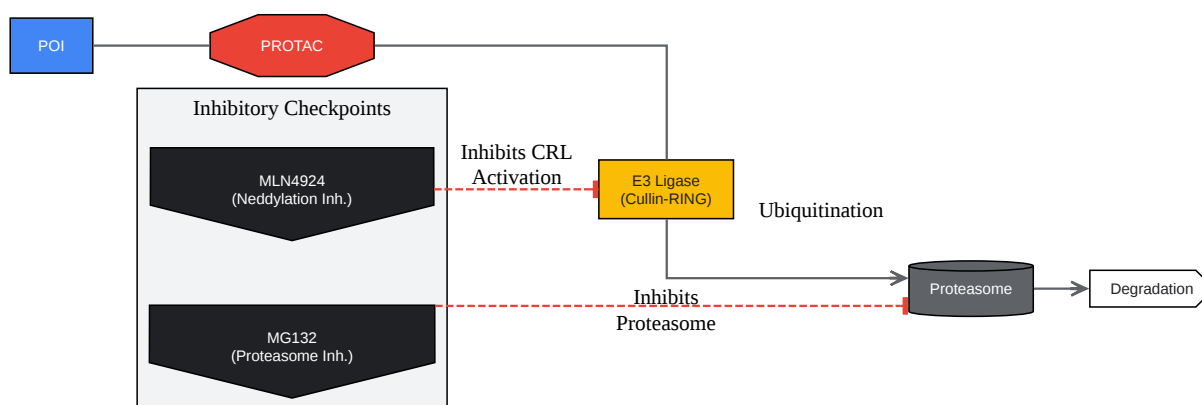 POI
PROTAC
Inhibitory Checkpoints
MLN4924
(Neddylation Inh.)
Inhibits CRL
Activation
E3 Ligase
(Cullin-RING)
Ubiquitination
Proteasome
Degradation
Inhibits
Proteasome
MG132
(Proteasome Inh.)